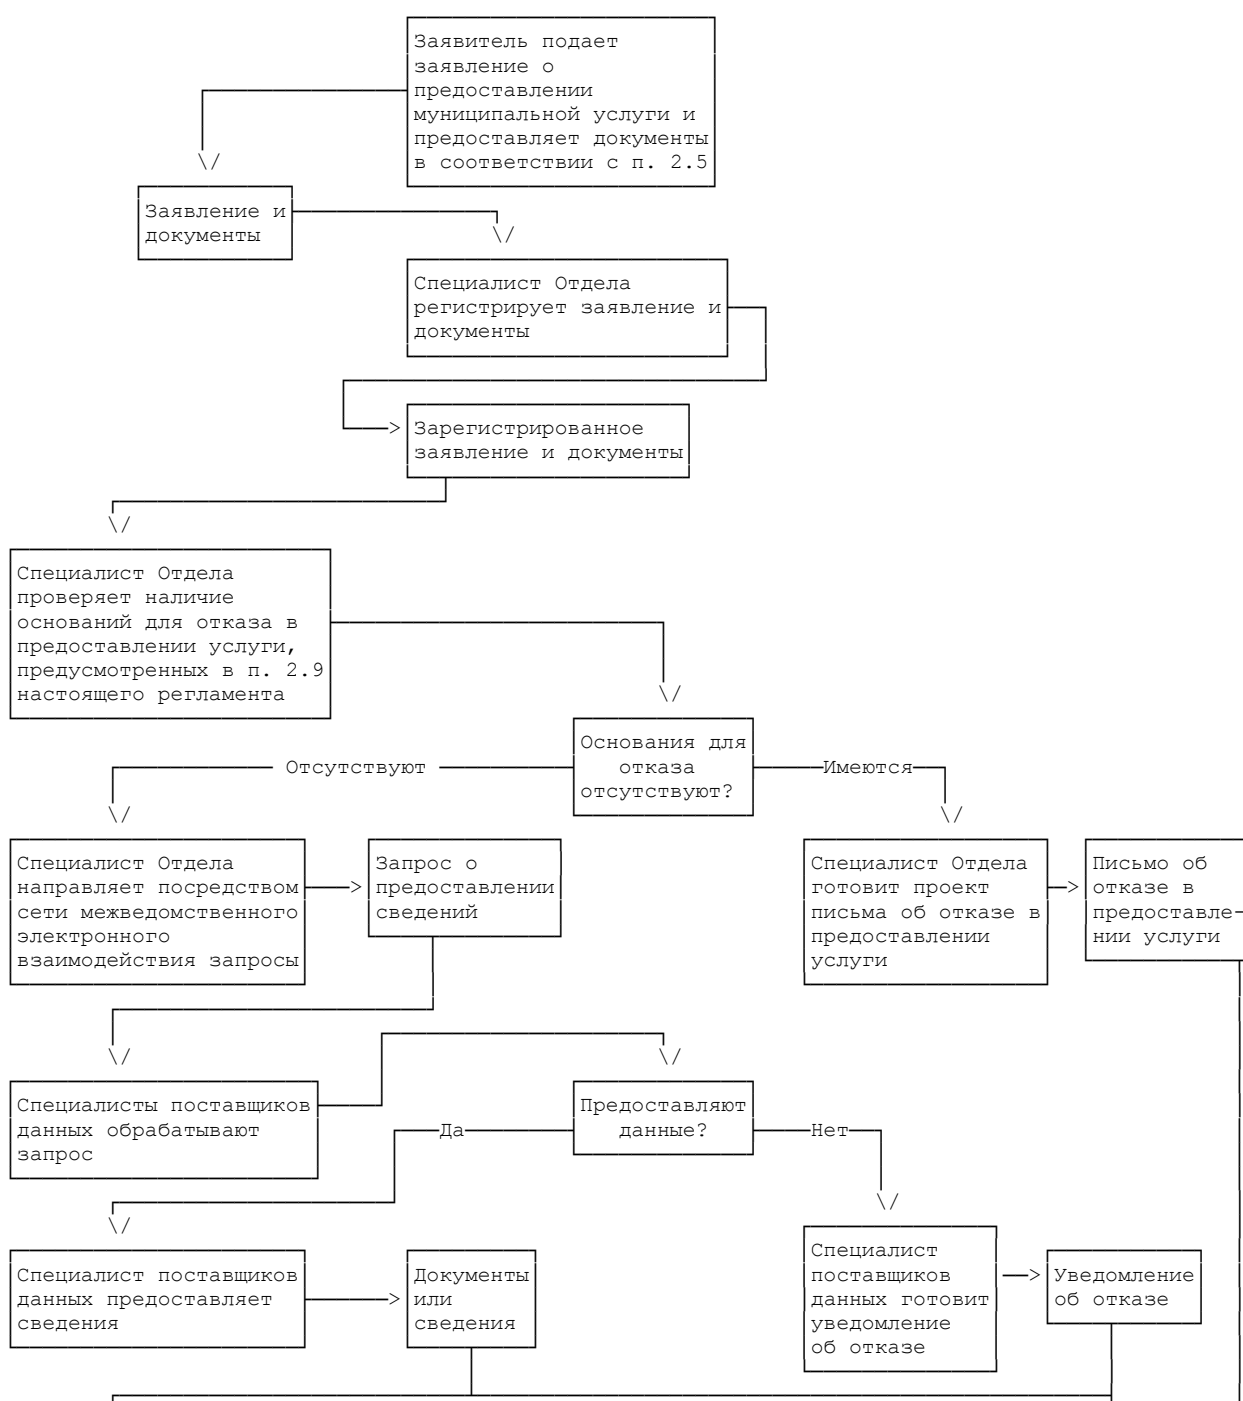 Заявитель подает
заявление о
предоставлении
муниципальной услуги и
предоставляет документы
в соответствии с п. 2.5
Заявление и
документы
Специалист Отдела
регистрирует заявление и
документы
Зарегистрированное
заявление и документы
Специалист Отдела
проверяет наличие
оснований для отказа в
предоставлении услуги,
предусмотренных в п. 2.9
настоящего регламента
Основания для
отказа
отсутствуют?
Отсутствуют
Имеются
Специалист Отдела
направляет посредством
сети межведомственного
электронного
взаимодействия запросы
Запрос о
предоставлении
сведений
Специалист Отдела
готовит проект
письма об отказе в
предоставлении
услуги
Письмо об
отказе в
предоставле-
нии услуги
Специалисты поставщиков
данных обрабатывают
запрос
Предоставляют
данные?
Да
Нет
Специалист поставщиков
данных предоставляет
сведения
Документы
или
сведения
Специалист
поставщиков
данных готовит
уведомление
об отказе
Уведомление
об отказе